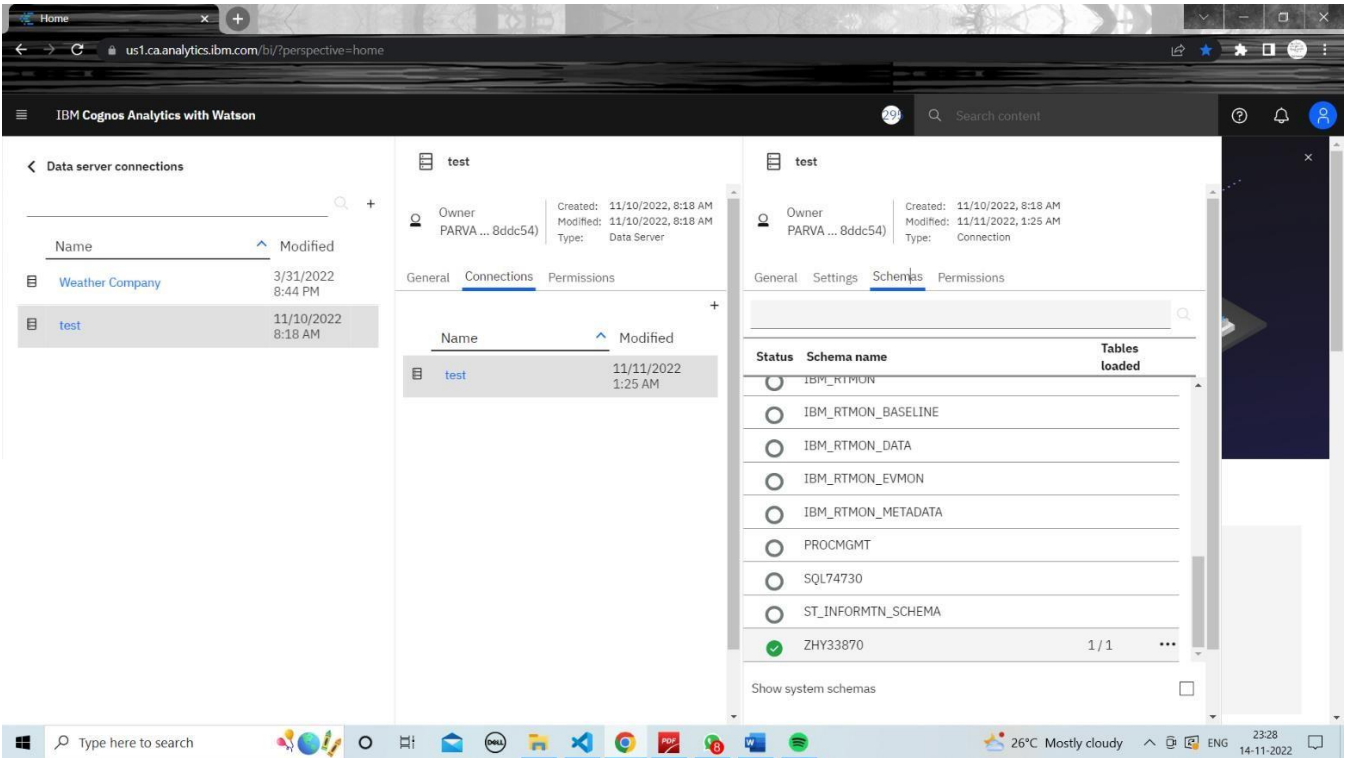 Home
us1.ca.analytics.ibm.com/bi/?perspective=home
IBM Cognos Analytics with Watson
Search content
Data server connections
Name Modified
Weather Company 3/31/2022
8:44 PM
test 11/10/2022
8:18 AM
test
Owner
PARVA ... 8ddc54)
Created: 11/10/2022, 8:18 AM
Modified: 11/10/2022, 8:18 AM
Type: Data Server
General Connections Permissions
Name Modified
test 11/11/2022
1:25 AM
test
Owner
PARVA ... 8ddc54)
Created: 11/10/2022, 8:18 AM
Modified: 11/11/2022, 1:25 AM
Type: Connection
General Settings Schemas Permissions
Status Schema name Tables
loaded
IBM_RTMON
IBM_RTMON_BASELINE
IBM_RTMON_DATA
IBM_RTMON_EVMON
IBM_RTMON_METADATA
PROCMGMT
SQL74730
ST_INFORMTN_SCHEMA
ZHY33870 1 / 1
Show system schemas
Type here to search
DELL
PDF
8
W
26°C Mostly cloudy
ENG
23:28
14-11-2022